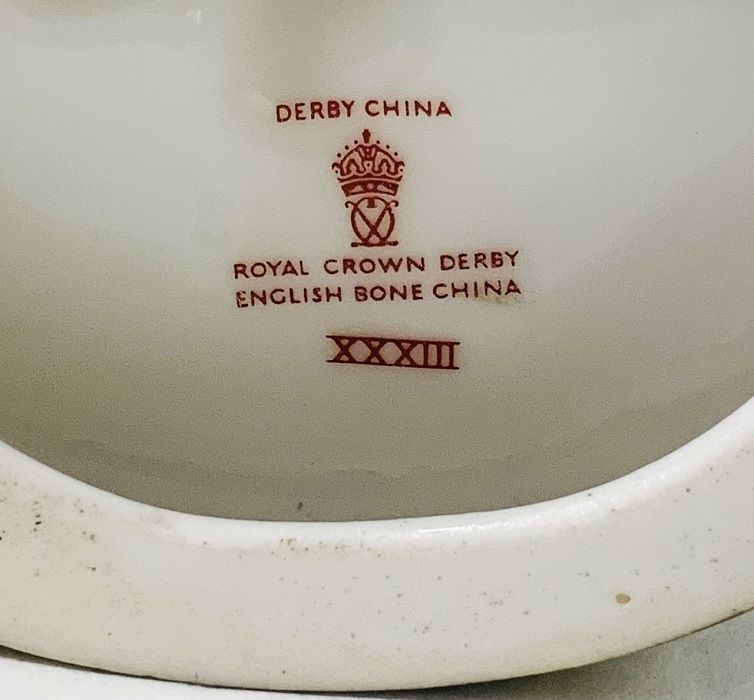 DERBY CHINA
ROYAL CROWN DERBY
ENGLISH BONE CHINA
XXXIII